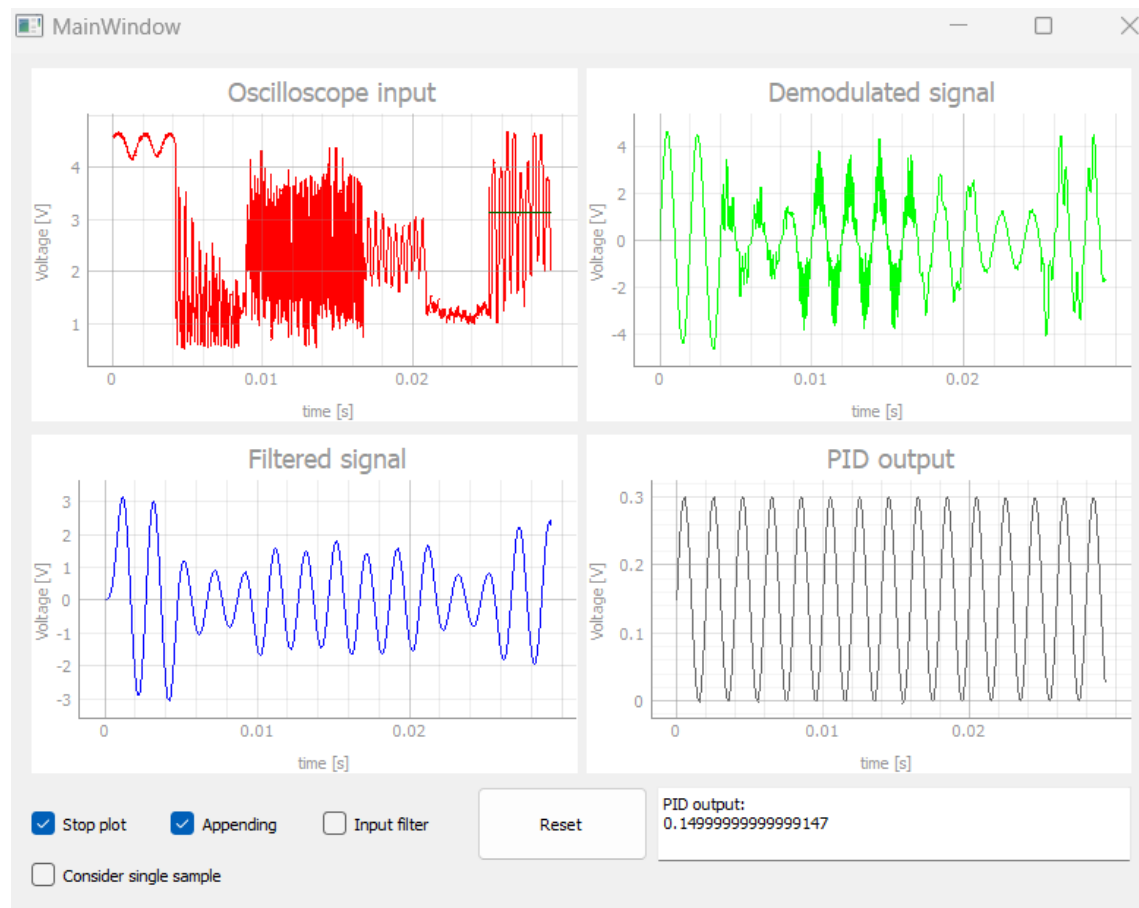 MainWindow
Oscilloscope input
Demodulated signal
Voltage [V]
4
3
2
1
0
0.01
0.02
time [s]
Voltage [V]
4
2
0
-2
-4
0
0.01
0.02
time [s]
Filtered signal
PID output
Voltage [V]
3
2
1
0
-1
-2
-3
0
0.01
0.02
time [s]
Voltage [V]
0.3
0.2
0.1
0
0
0.01
0.02
time [s]
Stop plot
Appending
Input filter
Reset
PID output:
0.14999999999999147
Consider single sample